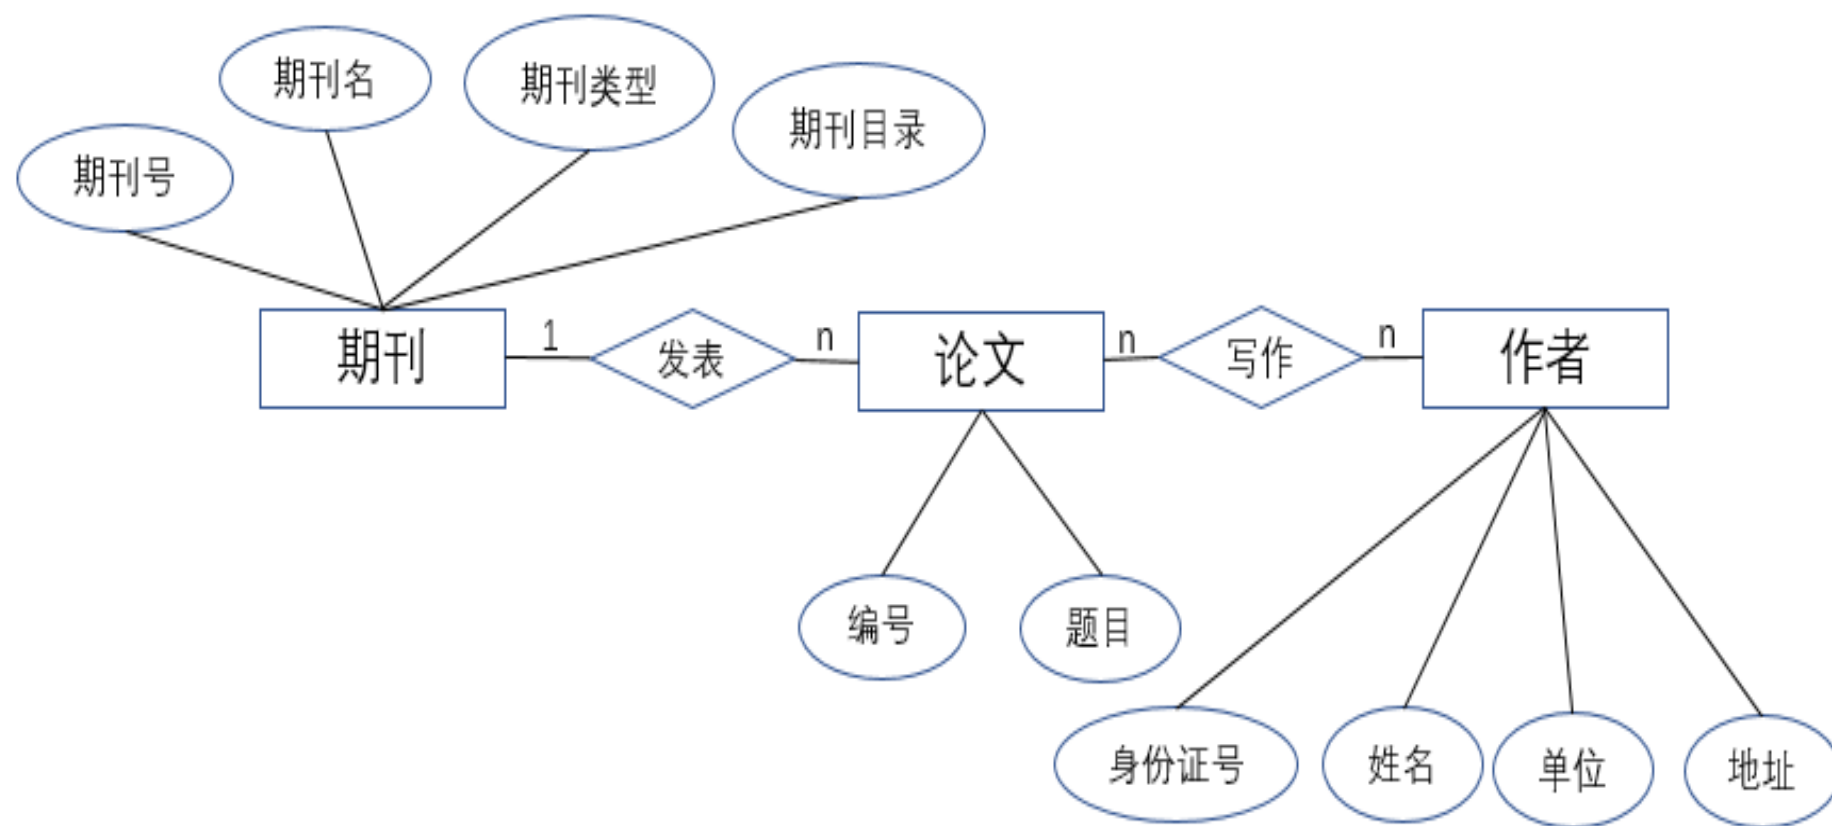 期刊名
期刊类型
期刊目录
期刊号
期刊
1
发表
n
论文
n
写作
n
作者
编号
题目
身份证号
姓名
单位
地址